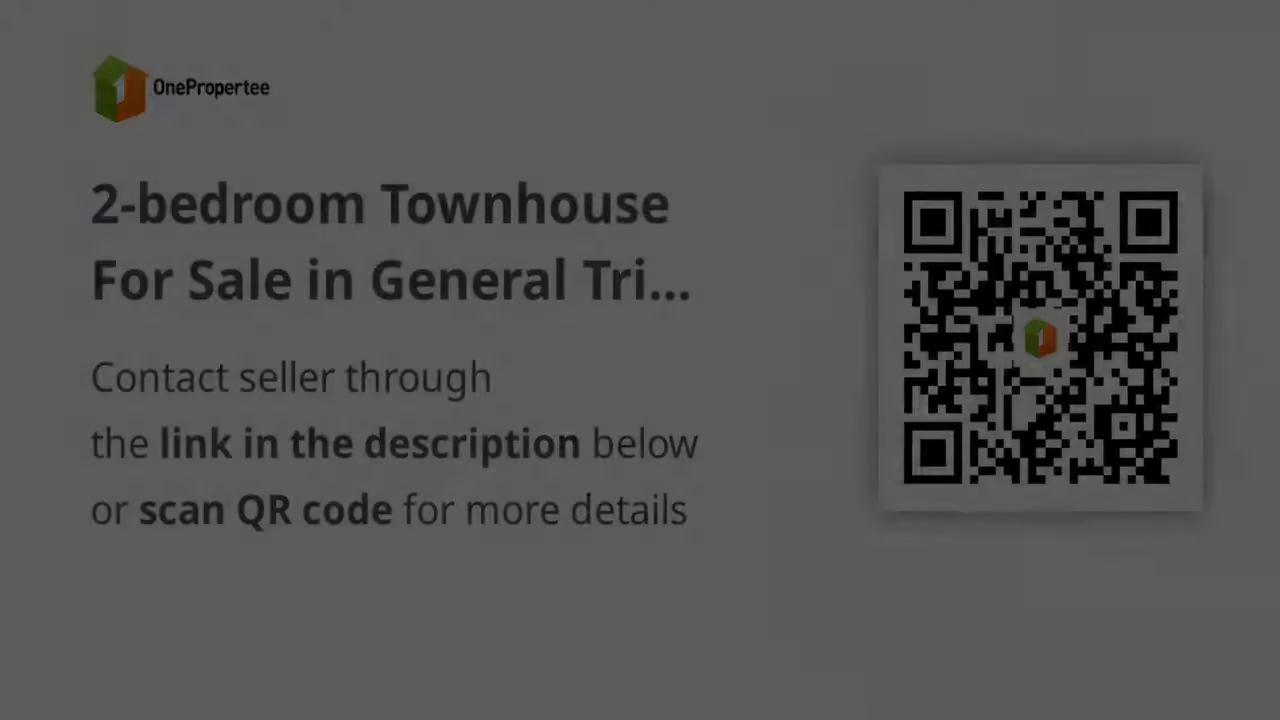 OnePropertee
2-bedroom Townhouse
For Sale in General Tri...
Contact seller through
the link in the description below
or scan QR code for more details